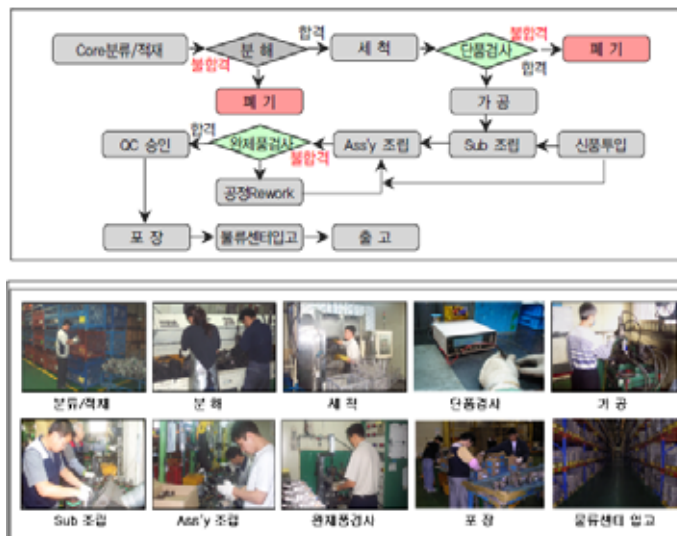 Core분류/적재
불합격
분 해
합격
세 척
단품검사
불합격
합격
폐 기
폐 기
가 공
QC 승인
합격
완제품검사
불합격
Ass'y 조립
Sub 조립
신품투입
공정Rework
포 장
물류센터입고
출 고
분류/적재
분 해
세 척
단품검사
가 공
Sub 조립
Ass'y 조립
완제품검사
포 장
물류센터 입고